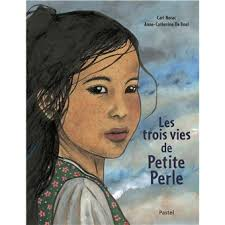 Carl Norac
Anne-Catherine De Boel
Les
trois vies
de
Petite
Perle
Pastel